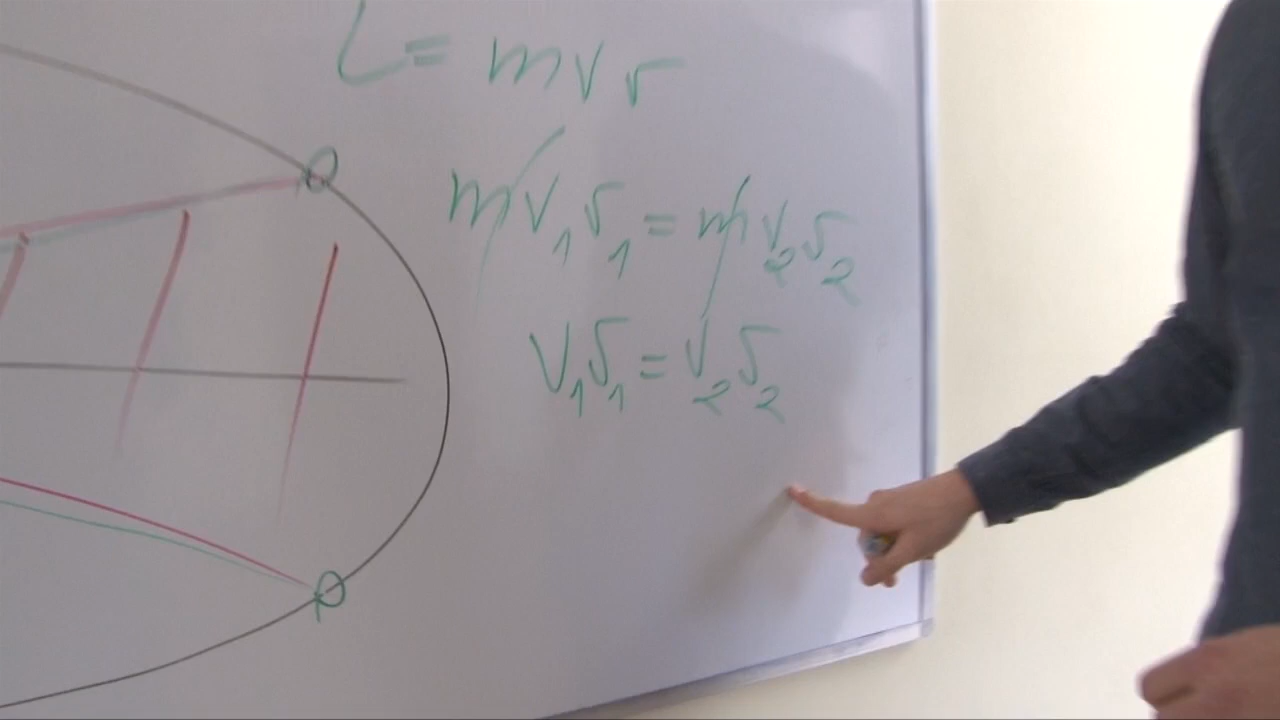 L = mvr
mv₁r₁ = mv₂r₂
v₁r₁ = v₂r₂